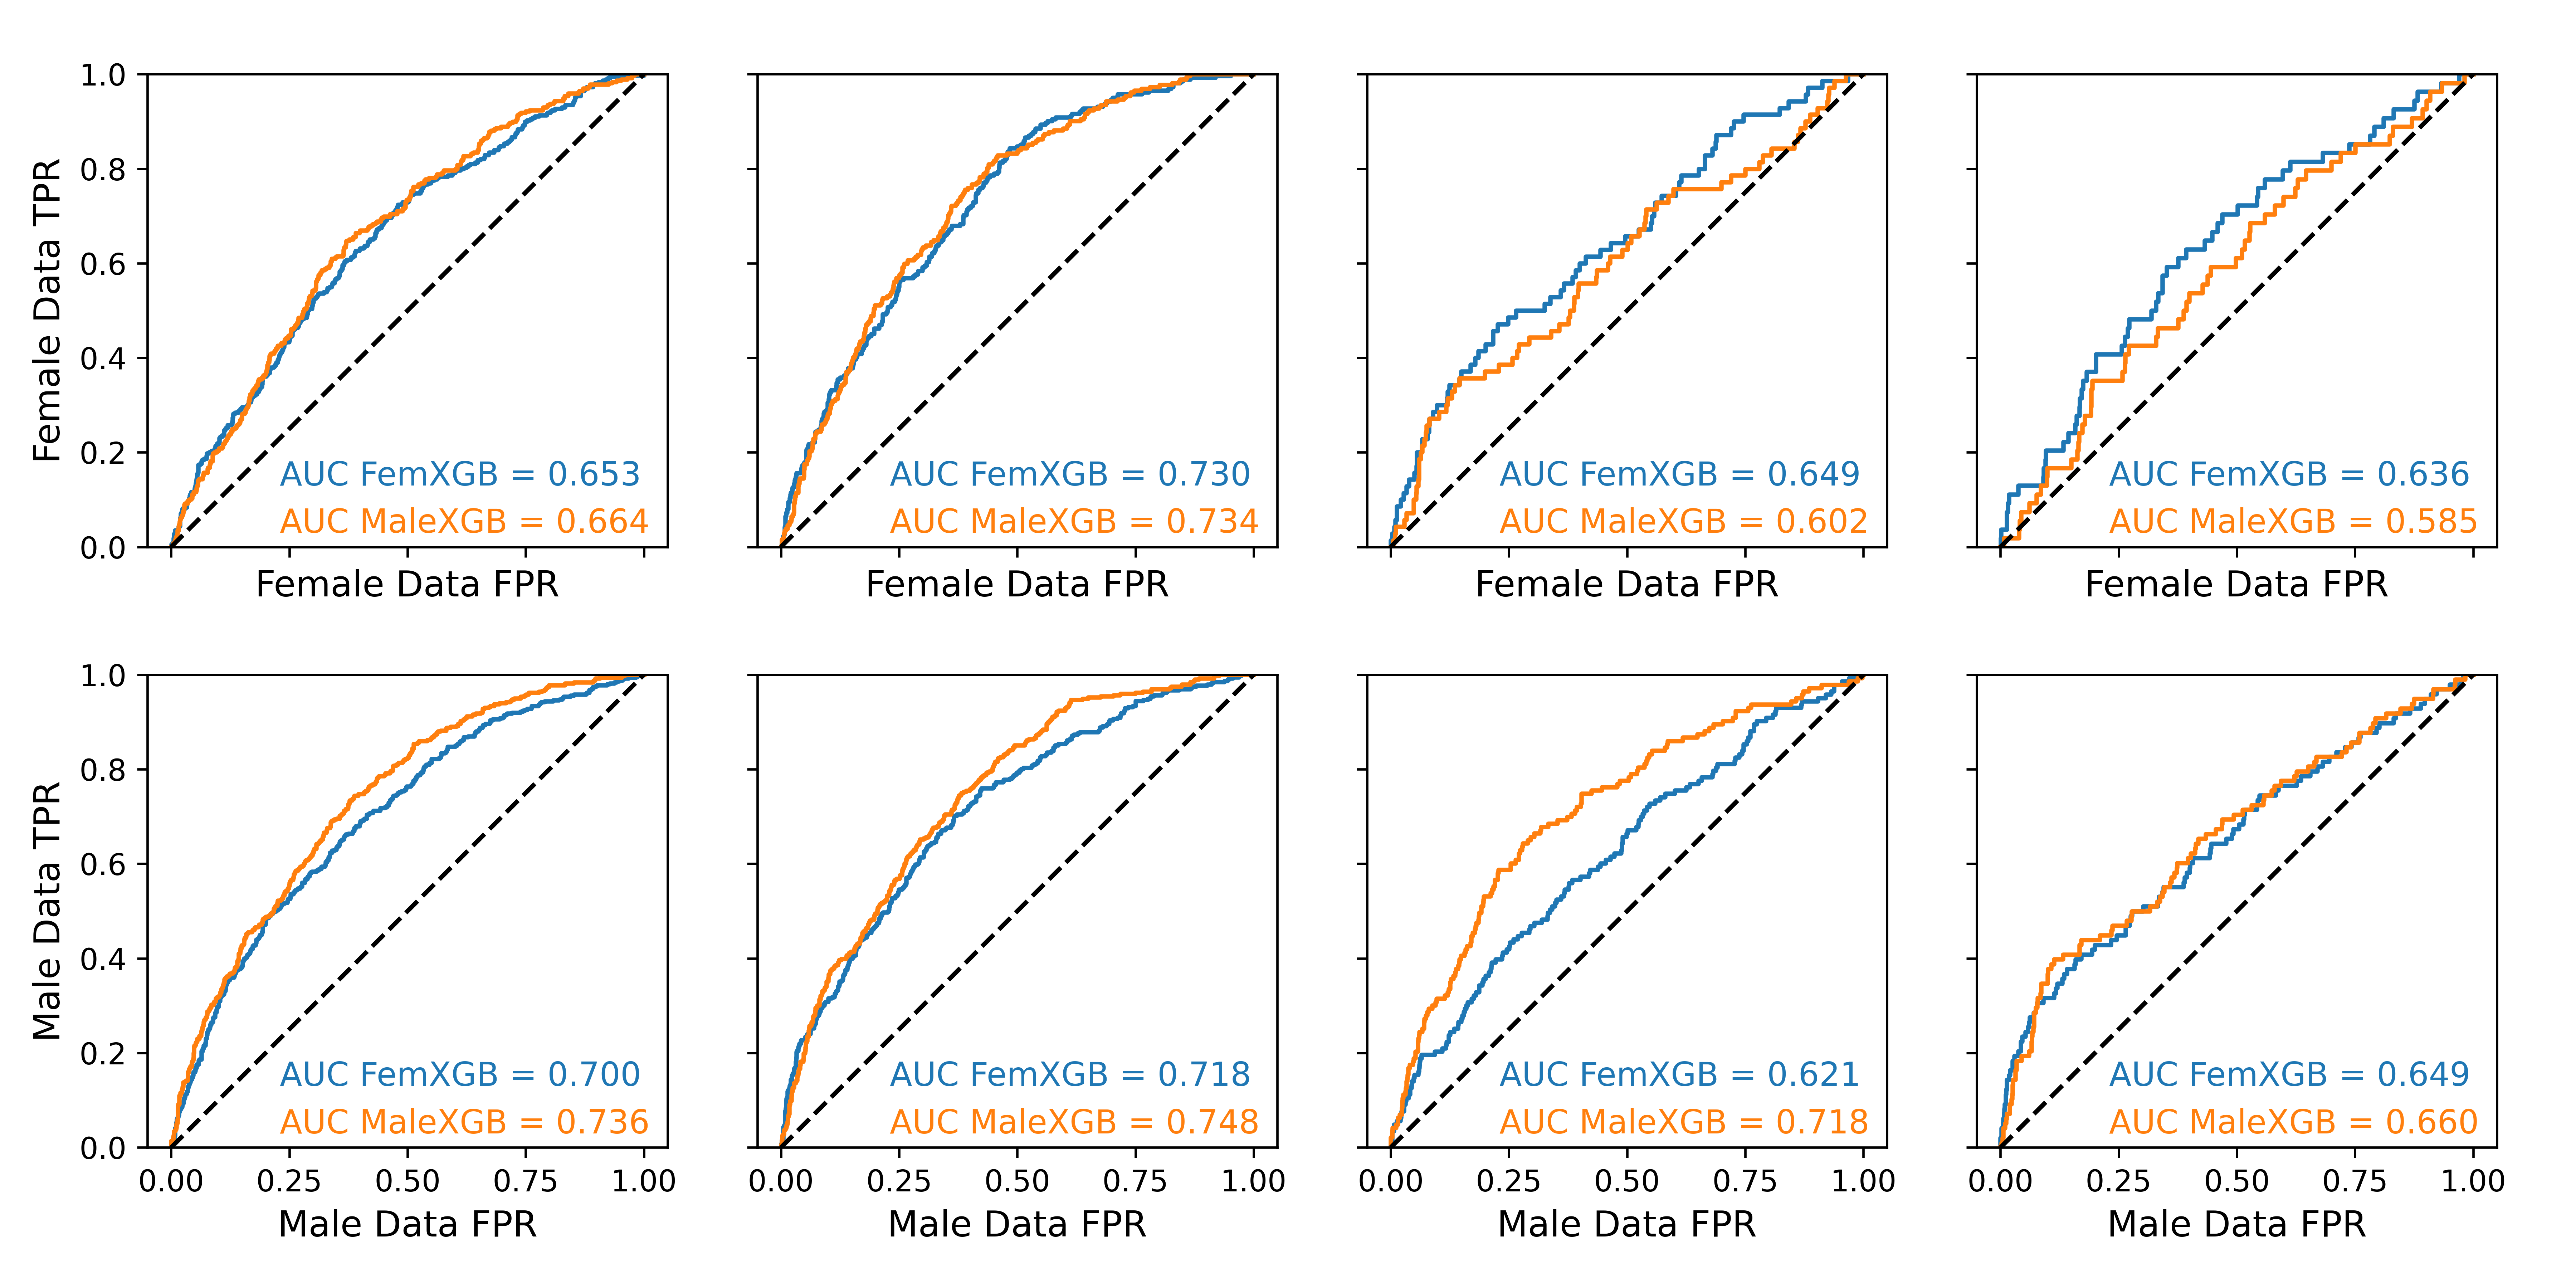 1.0
0.8
0.6
0.4
0.2
0.0
Female Data TPR
AUC FemXGB = 0.653
AUC MaleXGB = 0.664
Female Data FPR
AUC FemXGB = 0.730
AUC MaleXGB = 0.734
Female Data FPR
AUC FemXGB = 0.649
AUC MaleXGB = 0.602
Female Data FPR
AUC FemXGB = 0.636
AUC MaleXGB = 0.585
Female Data FPR
1.0
0.8
0.6
0.4
0.2
0.0
Male Data TPR
AUC FemXGB = 0.700
AUC MaleXGB = 0.736
0.00 0.25 0.50 0.75 1.00
Male Data FPR
AUC FemXGB = 0.718
AUC MaleXGB = 0.748
0.00 0.25 0.50 0.75 1.00
Male Data FPR
AUC FemXGB = 0.621
AUC MaleXGB = 0.718
0.00 0.25 0.50 0.75 1.00
Male Data FPR
AUC FemXGB = 0.649
AUC MaleXGB = 0.660
0.00 0.25 0.50 0.75 1.00
Male Data FPR